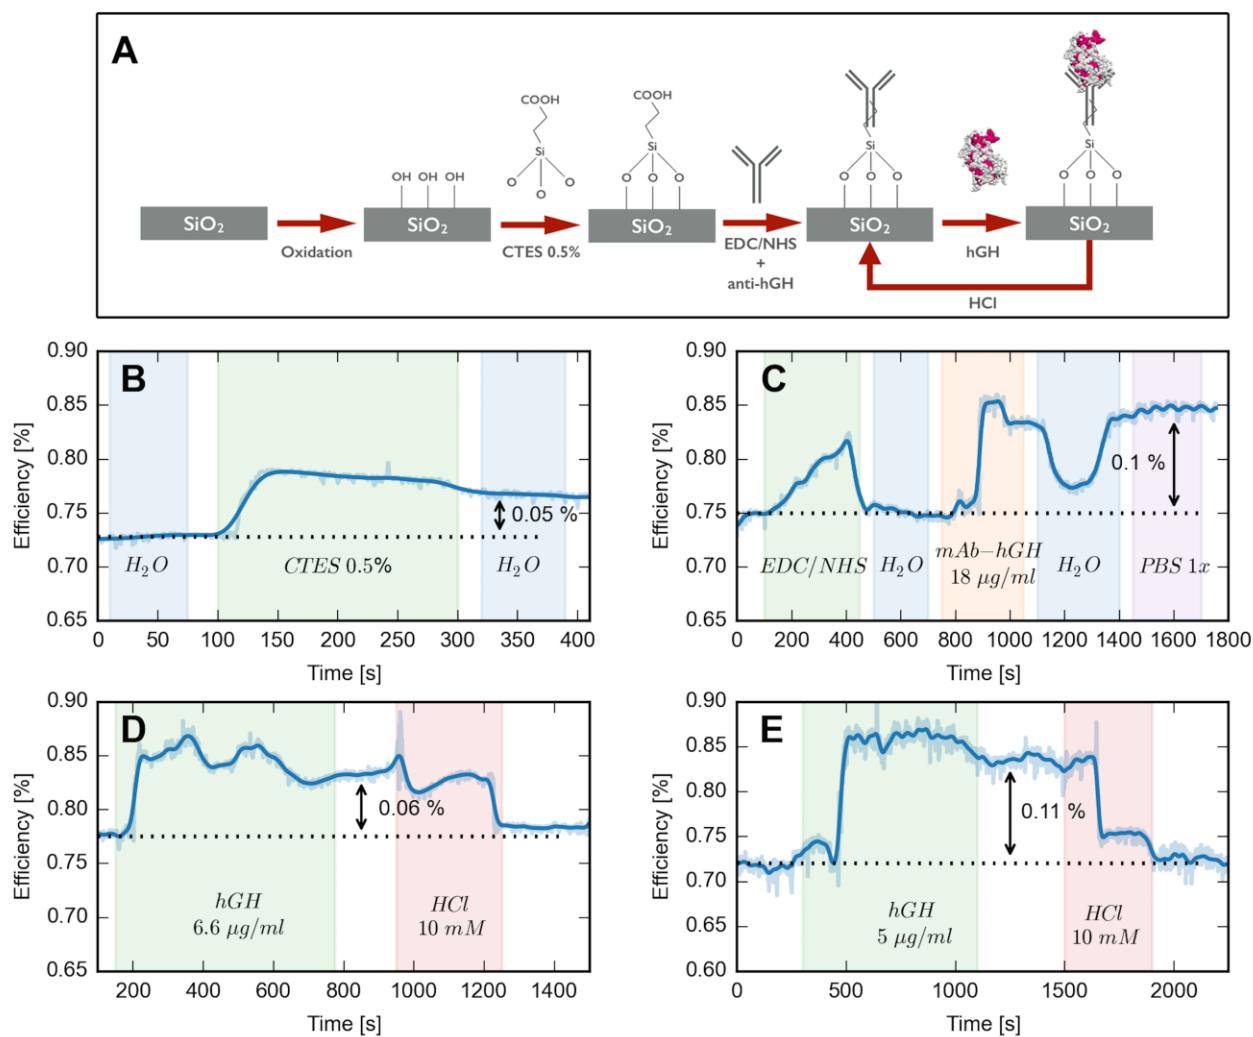 A
COOH
COOH
Si
Si
Si
Si
O O O
OH OH OH
O O O
O O O
O O O
SiO2
SiO2
SiO2
SiO2
SiO2
Oxidation
CTES 0.5%
EDC/NHS
+
anti-hGH
hGH
HCl
B
0.90
0.85
0.80
0.75
0.70
0.65
Efficiency [%]
0.05 %
H2O
CTES 0.5%
H2O
0 50 100 150 200 250 300 350 400
Time [s]
C
0.90
0.85
0.80
0.75
0.70
0.65
Efficiency [%]
0.1 %
EDC/NHS
H2O
mAb-hGH
18 μg/ml
H2O
PBS 1x
0 200 400 600 800 1000 1200 1400 1600 1800
Time [s]
D
0.90
0.85
0.80
0.75
0.70
0.65
Efficiency [%]
0.06 %
hGH
6.6 μg/ml
HCl
10 mM
200 400 600 800 1000 1200 1400
Time [s]
E
0.90
0.85
0.80
0.75
0.70
0.65
0.60
Efficiency [%]
0.11 %
hGH
5 μg/ml
HCl
10 mM
0 500 1000 1500 2000
Time [s]